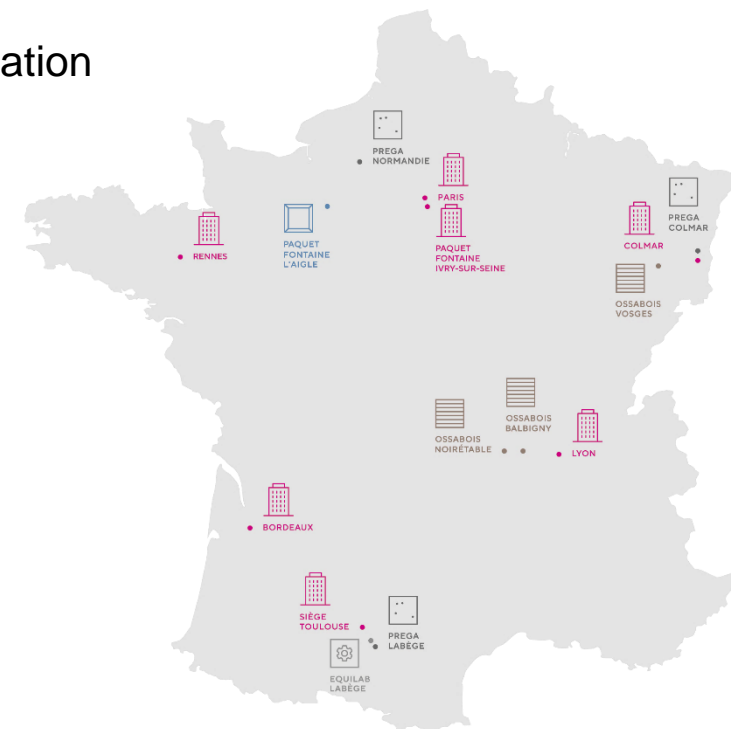 ation
PREGA
NORMANDIE
PARIS
PAQUET
FONTAINE
IVRY-SUR-SEINE
PREGA
COLMAR
COLMAR
RENNES
PAQUET
FONTAINE
L'AIGLE
OSSABOIS
VOSGES
OSSABOIS
BALBIGNY
OSSABOIS
NOIRÉTABLE
LYON
BORDEAUX
SIÈGE
TOULOUSE
PREGA
LABÈGE
EQUILAB
LABÈGE